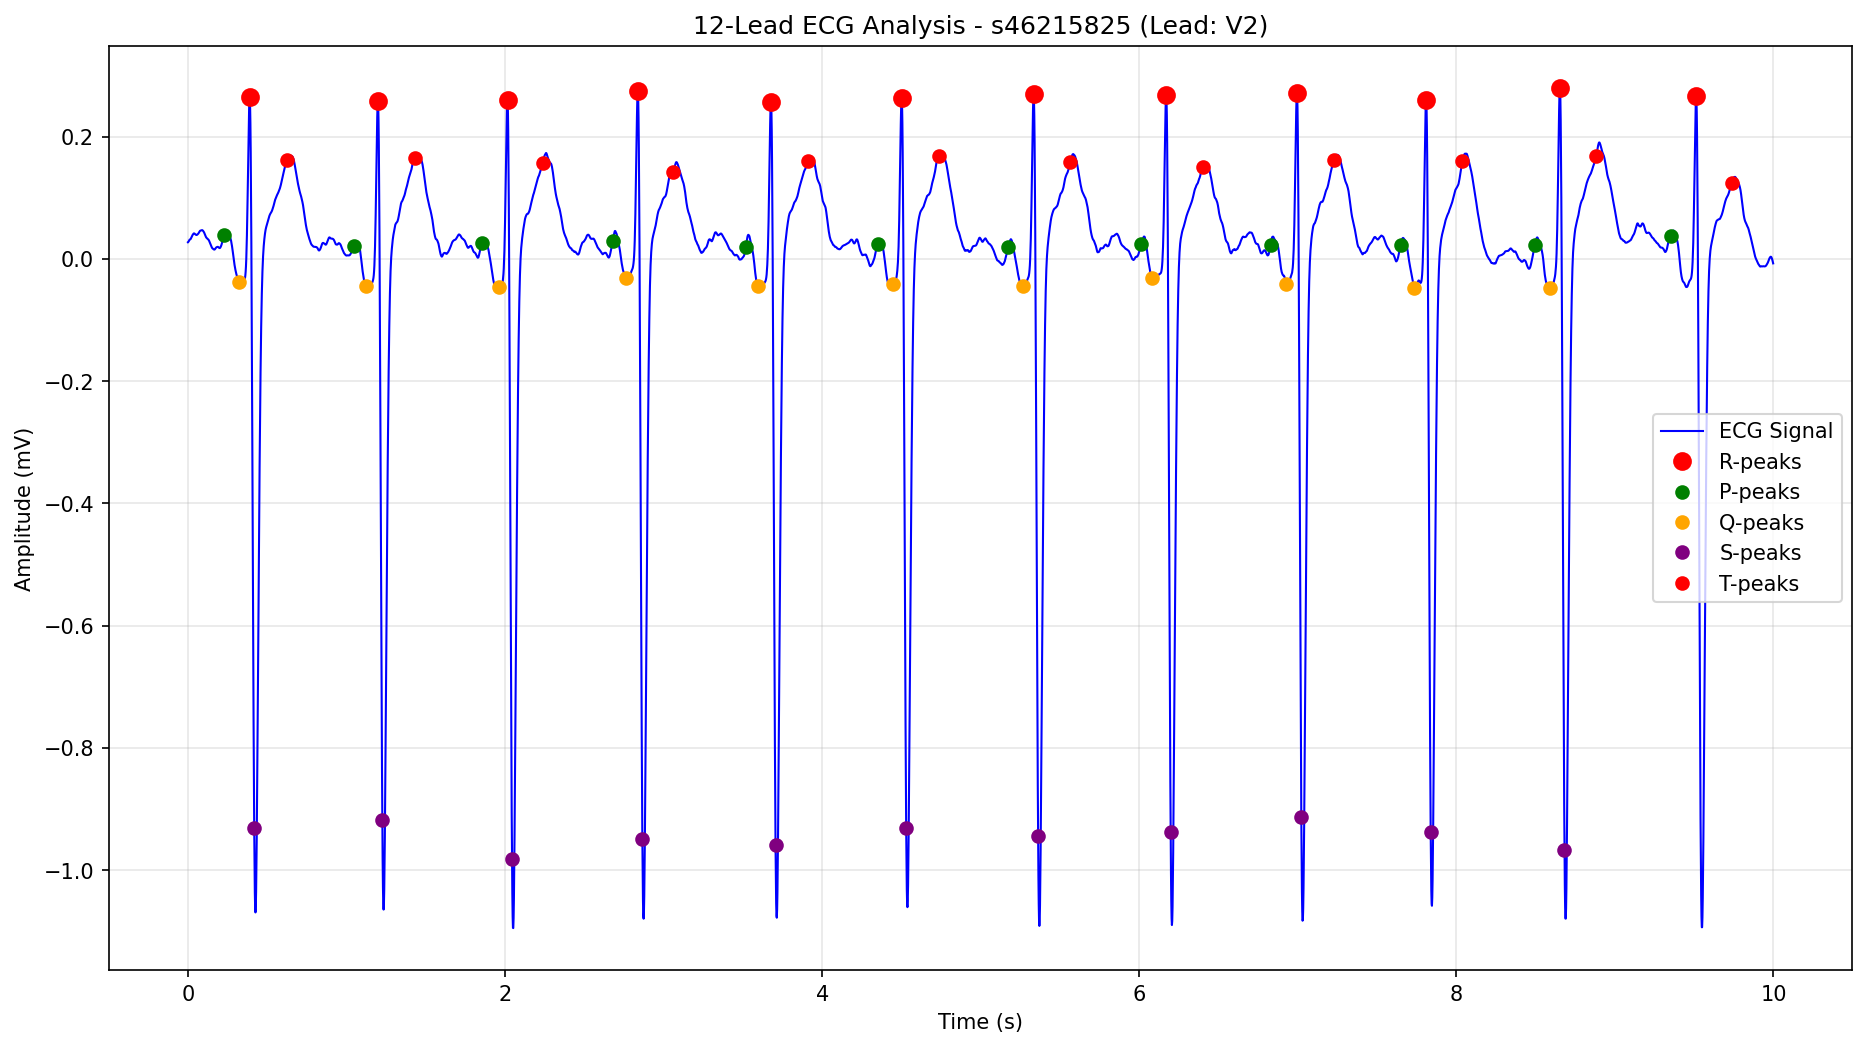 12-Lead ECG Analysis - s46215825 (Lead: V2)
Amplitude (mV)
0.2
0.0
−0.2
−0.4
−0.6
−0.8
−1.0
ECG Signal
R-peaks
P-peaks
Q-peaks
S-peaks
T-peaks
0 2 4 6 8 10
Time (s)